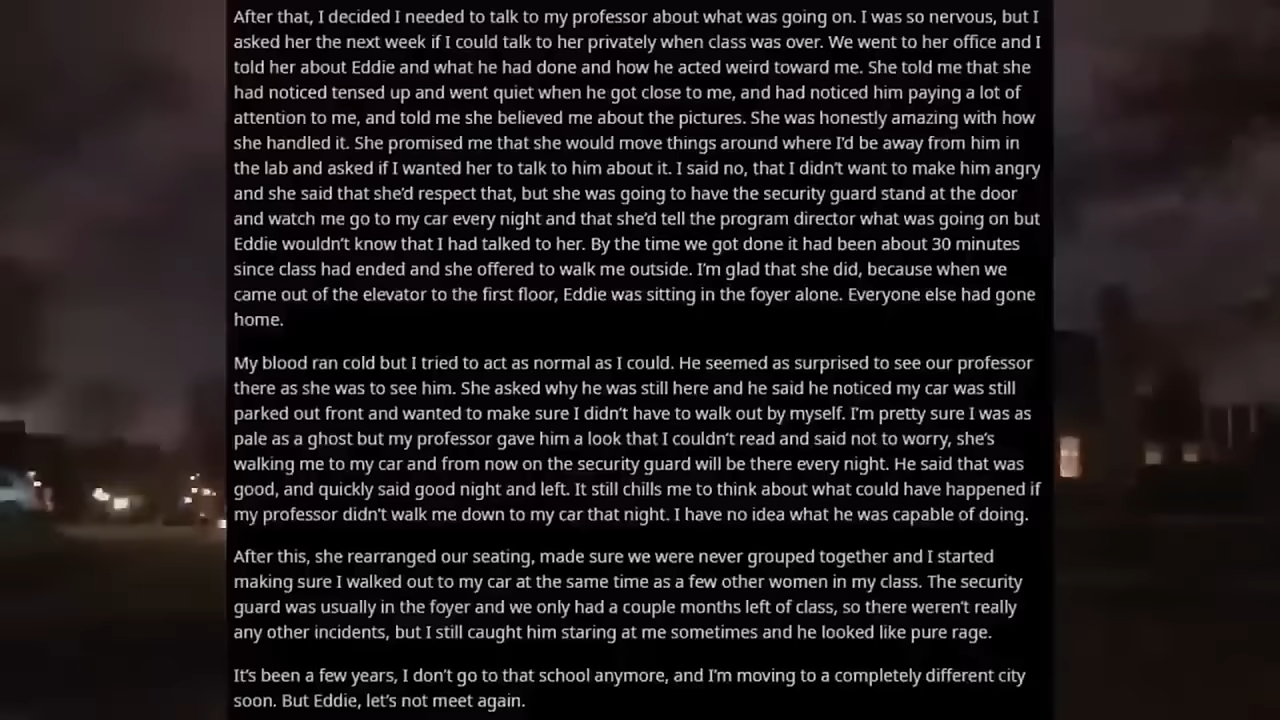 After that, I decided I needed to talk to my professor about what was going on. I was so nervous, but I
asked her the next week if I could talk to her privately when class was over. We went to her office and I
told her about Eddie and what he had done and how he acted weird toward me. She told me that she
had noticed tensed up and went quiet when he got close to me, and had noticed him paying a lot of
attention to me, and told me she believed me about the pictures. She was honestly amazing with how
she handled it. She promised me that she would move things around where I’d be away from him in
the lab and asked if I wanted her to talk to him about it. I said no, that I didn’t want to make him angry
and she said that she’d respect that, but she was going to have the security guard stand at the door
and watch me go to my car every night and that she’d tell the program director what was going on but
Eddie wouldn’t know that I had talked to her. By the time we got done it had been about 30 minutes
since class had ended and she offered to walk me outside. I’m glad that she did, because when we
came out of the elevator to the first floor, Eddie was sitting in the foyer alone. Everyone else had gone
home.
My blood ran cold but I tried to act as normal as I could. He seemed as surprised to see our professor
there as she was to see him. She asked why he was still here and he said he noticed my car was still
parked out front and wanted to make sure I didn’t have to walk out by myself. I’m pretty sure I was as
pale as a ghost but my professor gave him a look that I couldn’t read and said not to worry, she’s
walking me to my car and from now on the security guard will be there every night. He said that was
good, and quickly said good night and left. It still chills me to think about what could have happened if
my professor didn’t walk me down to my car that night. I have no idea what he was capable of doing.
After this, she rearranged our seating, made sure we were never grouped together and I started
making sure I walked out to my car at the same time as a few other women in my class. The security
guard was usually in the foyer and we only had a couple months left of class, so there weren’t really
any other incidents, but I still caught him staring at me sometimes and he looked like pure rage.
It’s been a few years, I don’t go to that school anymore, and I’m moving to a completely different city
soon. But Eddie, let’s not meet again.